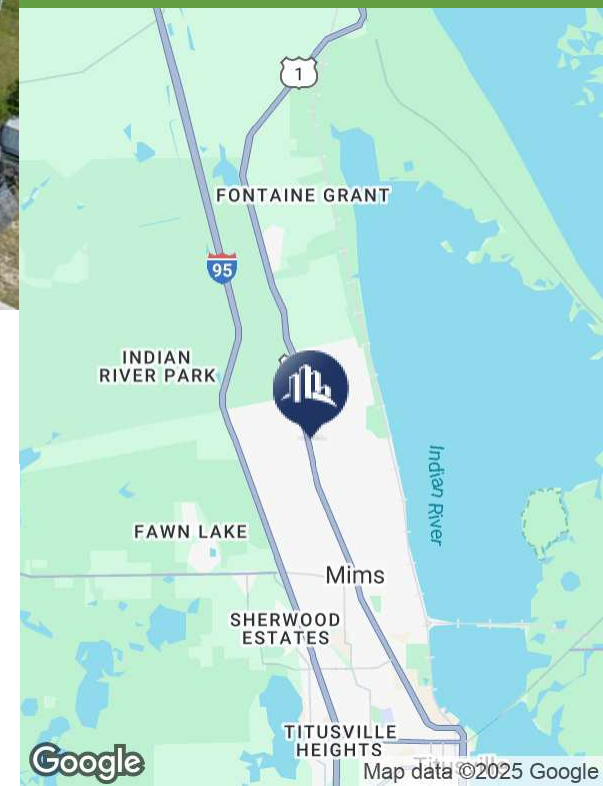 1
FONTAINE GRANT
95
INDIAN
RIVER PARK
Indian River
FAWN LAKE
Mims
SHERWOOD
ESTATES
TITUSVILLE
HEIGHTS
Titusville
Google
Map data ©2025 Google